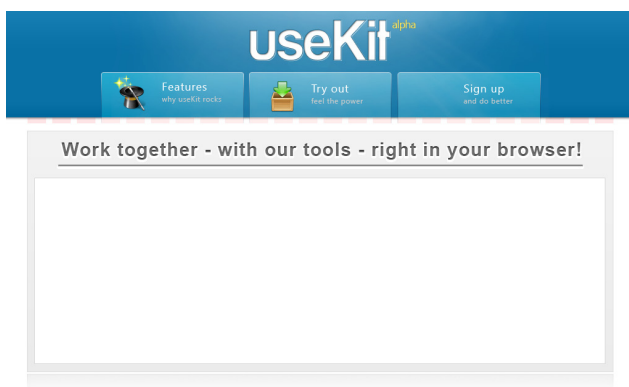 useKit alpha
Features
why useKit rocks
Try out
feel the power
Sign up
and do better
Work together - with our tools - right in your browser!